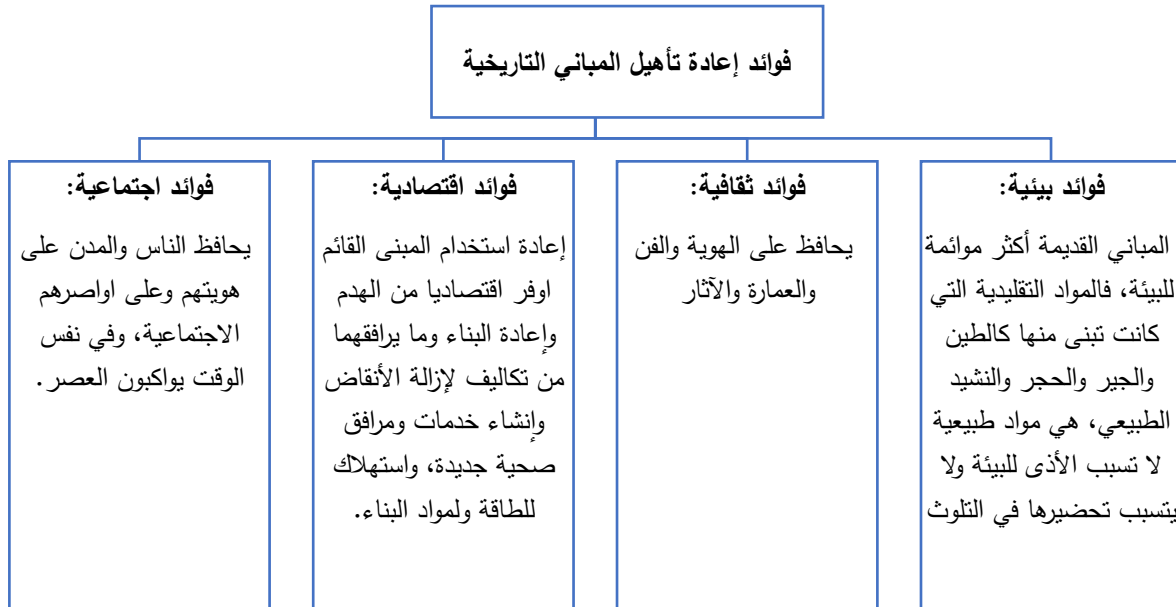 فوائد إعادة تأهيل المباني التاريخية
فوائد بيئية:
المباني القديمة أكثر موائمة
للبيئة، فالمواد التقليدية التي
كانت تبنى منها كالطين
والجير والحجر والنشيد
الطبيعي، هي مواد طبيعية
لا تسبب الأذى للبيئة ولا
يتسبب تحضيرها في التلوث
فوائد ثقافية:
يحافظ على الهوية والفن
والعمارة والآثار
فوائد اقتصادية:
إعادة استخدام المبنى القائم
اوفر اقتصاديا من الهدم
وإعادة البناء وما يرافقهما
من تكاليف لإزالة الأنقاض
وإنشاء خدمات ومرافق
صحية جديدة، واستهلاك
للطاقة ولمواد البناء.
فوائد اجتماعية:
يحافظ الناس والمدن على
هويتهم وعلى اواصرهم
الاجتماعية، وفي نفس
الوقت يواكبون العصر.